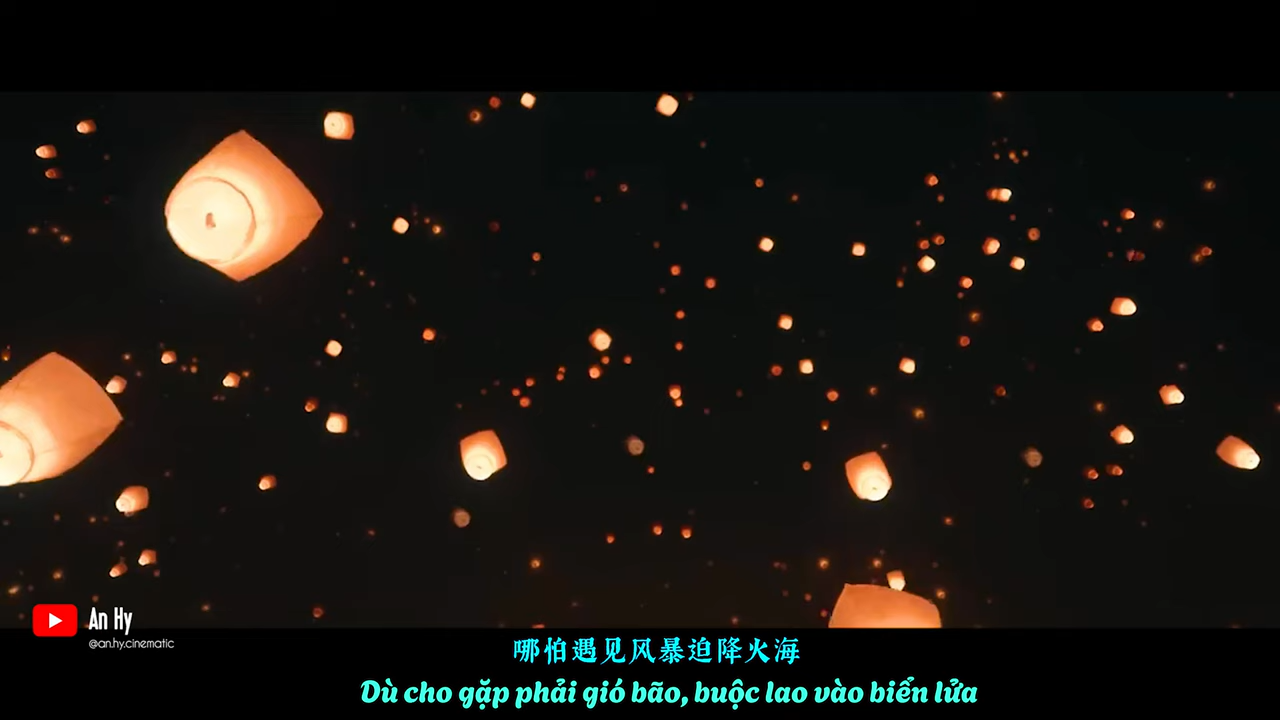 An Hy
@an.hy.cinematic
哪怕遇见风暴迫降火海
Dù cho gặp phải gió bão, buộc lao vào biển lửa